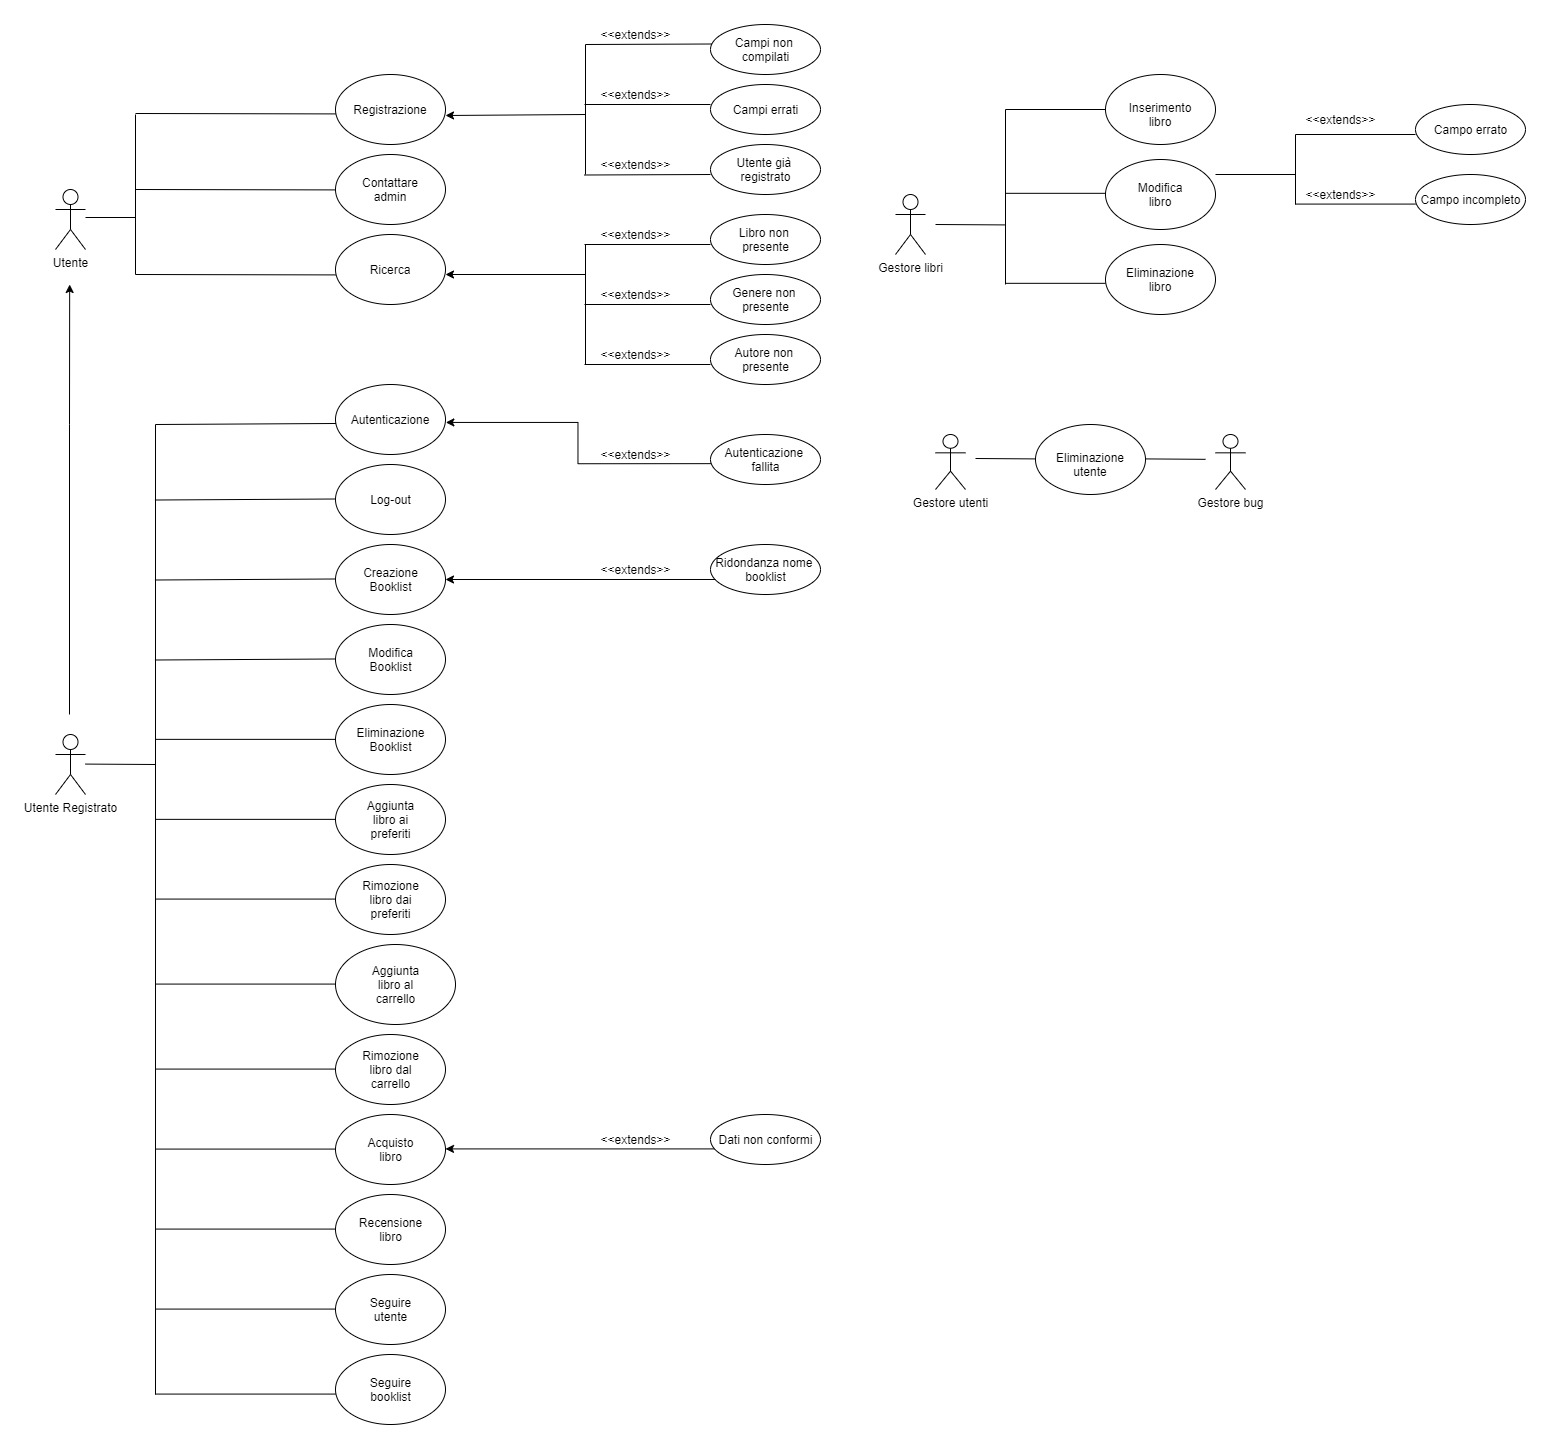 <<extends>>
Campi non
compilati
Registrazione
<<extends>>
Campi errati
<<extends>>
Utente già
registrato
Contattare
admin
Utente
Ricerca
<<extends>>
Libro non
presente
<<extends>>
Genere non
presente
<<extends>>
Autore non
presente
Inserimento
libro
Modifica
libro
Eliminazione
libro
Gestore libri
<<extends>>
Campo errato
<<extends>>
Campo incompleto
Autenticazione
<<extends>>
Autenticazione
fallita
Log-out
Gestore utenti
Eliminazione
utente
Gestore bug
Creazione
Booklist
<<extends>>
Ridondanza nome
booklist
Modifica
Booklist
Eliminazione
Booklist
Utente Registrato
Aggiunta
libro ai
preferiti
Rimozione
libro dai
preferiti
Aggiunta
libro al
carrello
Rimozione
libro dal
carrello
Acquisto
libro
<<extends>>
Dati non conformi
Recensione
libro
Seguire
utente
Seguire
booklist